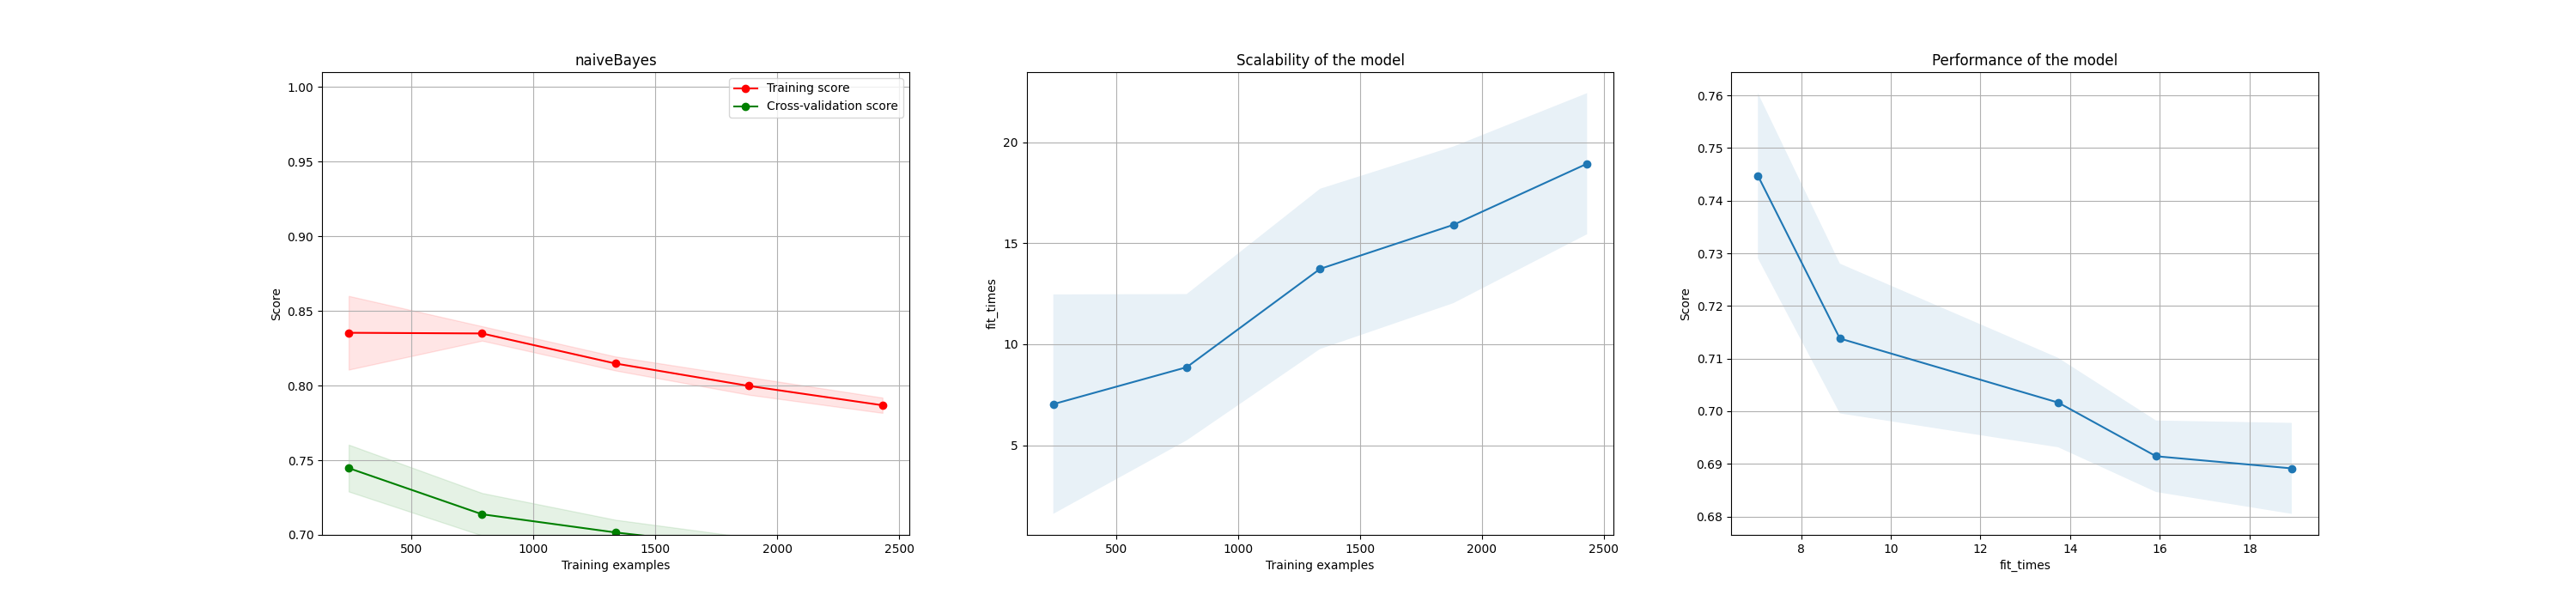 naiveBayes
Training score
Cross-validation score
1.00
0.95
0.90
0.85
0.80
0.75
0.70
Score
500 1000 1500 2000 2500
Training examples
Scalability of the model
20
15
10
5
fit_times
500 1000 1500 2000 2500
Training examples
Performance of the model
0.76
0.75
0.74
0.73
0.72
0.71
0.70
0.69
0.68
Score
8 10 12 14 16 18
fit_times